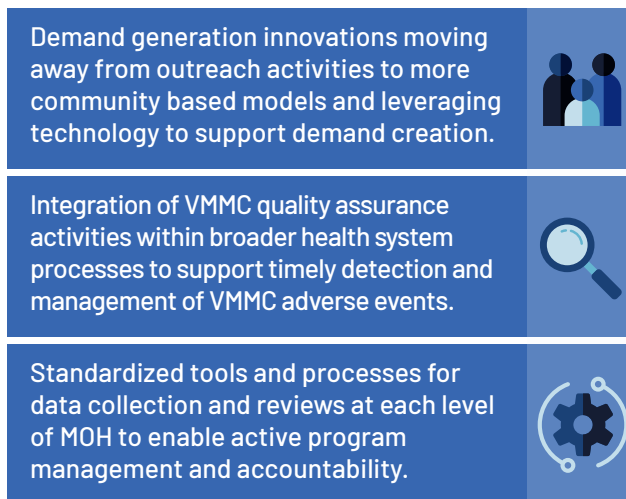 Demand generation innovations moving
away from outreach activities to more
community based models and leveraging
technology to support demand creation.
Integration of VMMC quality assurance
activities within broader health system
processes to support timely detection and
management of VMMC adverse events.
Standardized tools and processes for
data collection and reviews at each level
of MOH to enable active program
management and accountability.